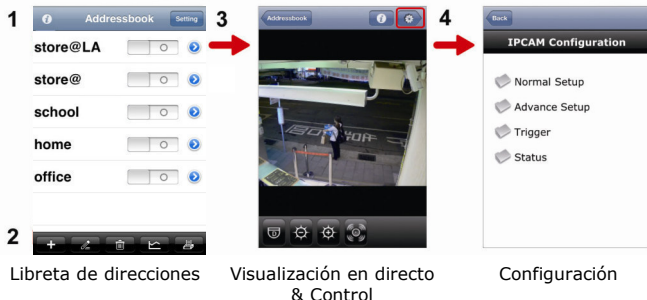 1
Addressbook
Setting
store@LA
store@
school
home
office
2
3
Addressbook
4
Back
IPCAM Configuration
Normal Setup
Advance Setup
Trigger
Status
Libreta de direcciones
Visualización en directo
& Control
Configuración